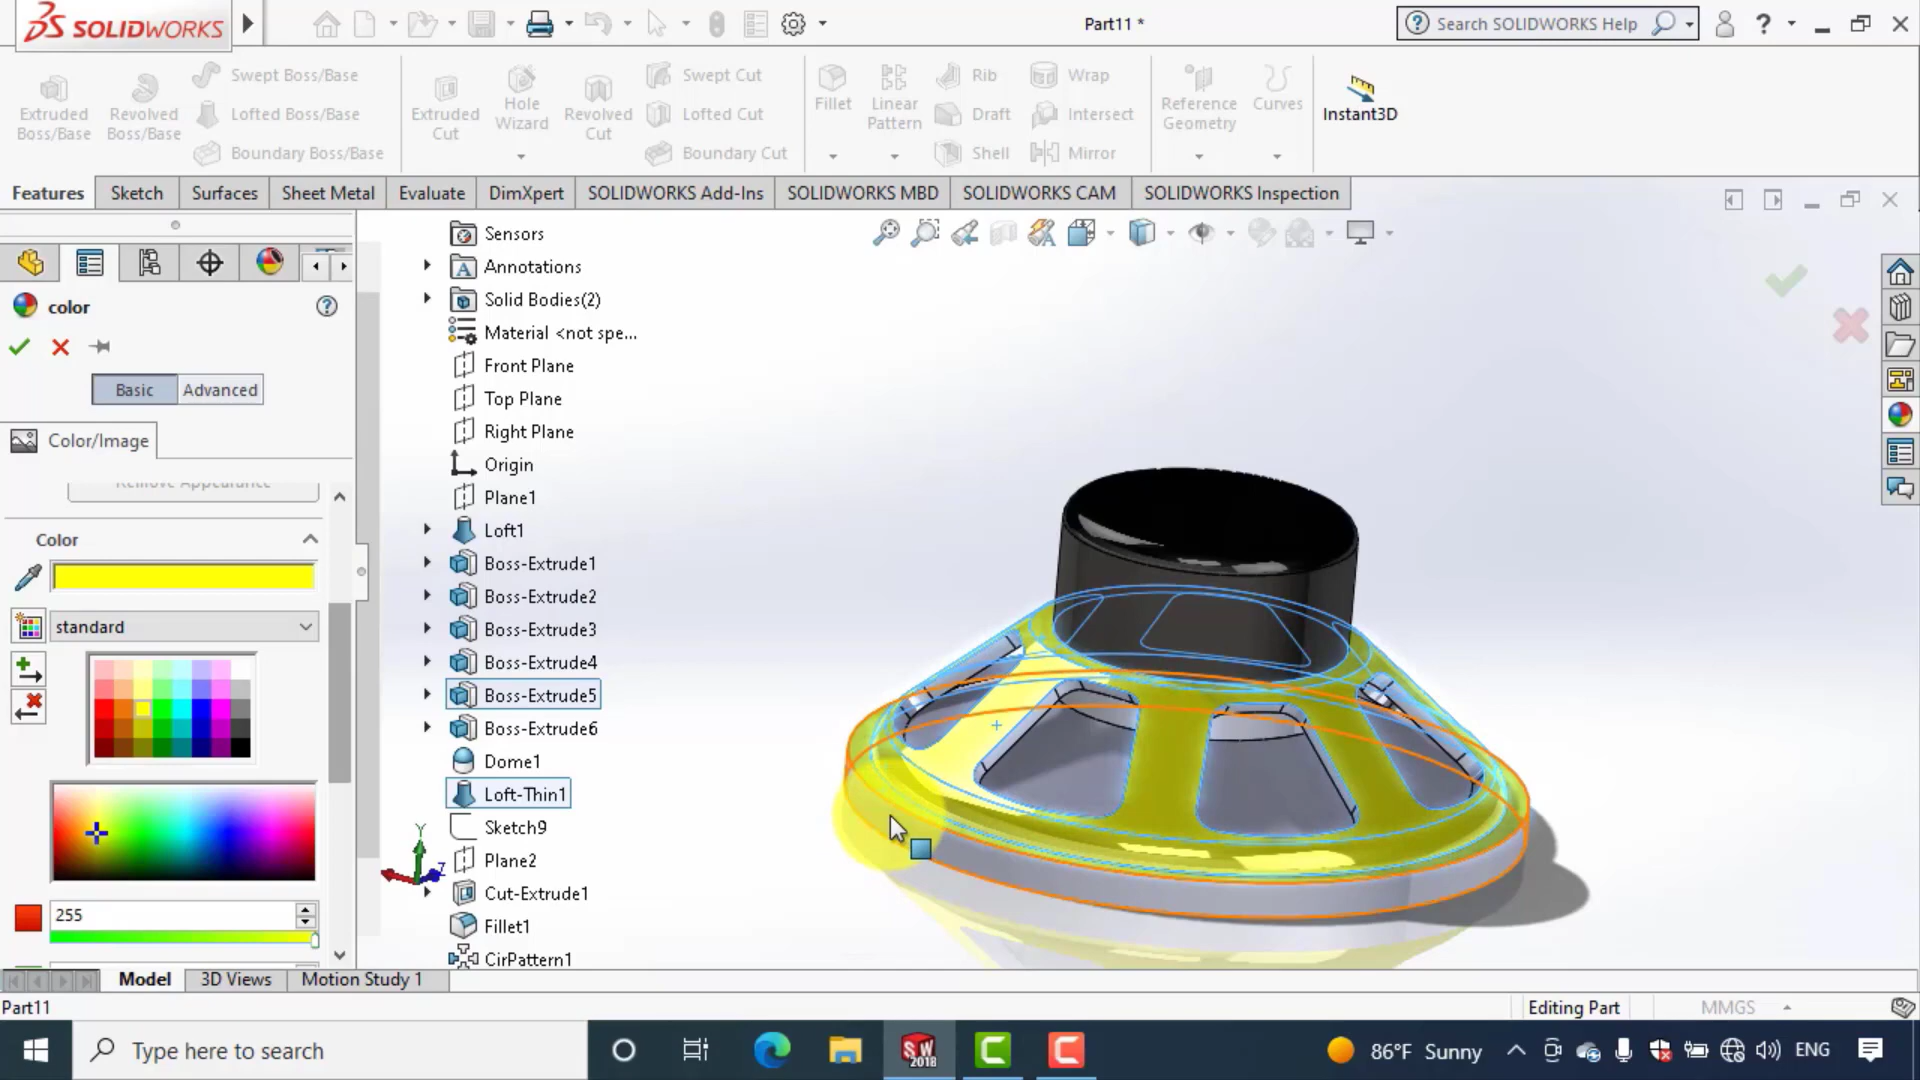 SOLIDWORKS
Part11 *
Search SOLIDWORKS Help
Extruded Boss/Base
Revolved Boss/Base
Swept Boss/Base
Lofted Boss/Base
Boundary Boss/Base
Extruded Cut
Hole Wizard
Revolved Cut
Swept Cut
Lofted Cut
Boundary Cut
Fillet
Linear Pattern
Rib
Draft
Shell
Wrap
Intersect
Mirror
Reference Geometry
Curves
Instant3D
Features
Sketch
Surfaces
Sheet Metal
Evaluate
DimXpert
SOLIDWORKS Add-Ins
SOLIDWORKS MBD
SOLIDWORKS CAM
SOLIDWORKS Inspection
color
Basic
Advanced
Color/Image
Remove Appearance
Color
standard
255
Sensors
Annotations
Solid Bodies(2)
Material <not spe...
Front Plane
Top Plane
Right Plane
Origin
Plane1
Loft1
Boss-Extrude1
Boss-Extrude2
Boss-Extrude3
Boss-Extrude4
Boss-Extrude5
Boss-Extrude6
Dome1
Loft-Thin1
Sketch9
Plane2
Cut-Extrude1
Fillet1
CirPattern1
Y
Z
Model
3D Views
Motion Study 1
Part11
Editing Part
MMGS
Type here to search
SW 2018
86°F Sunny
ENG